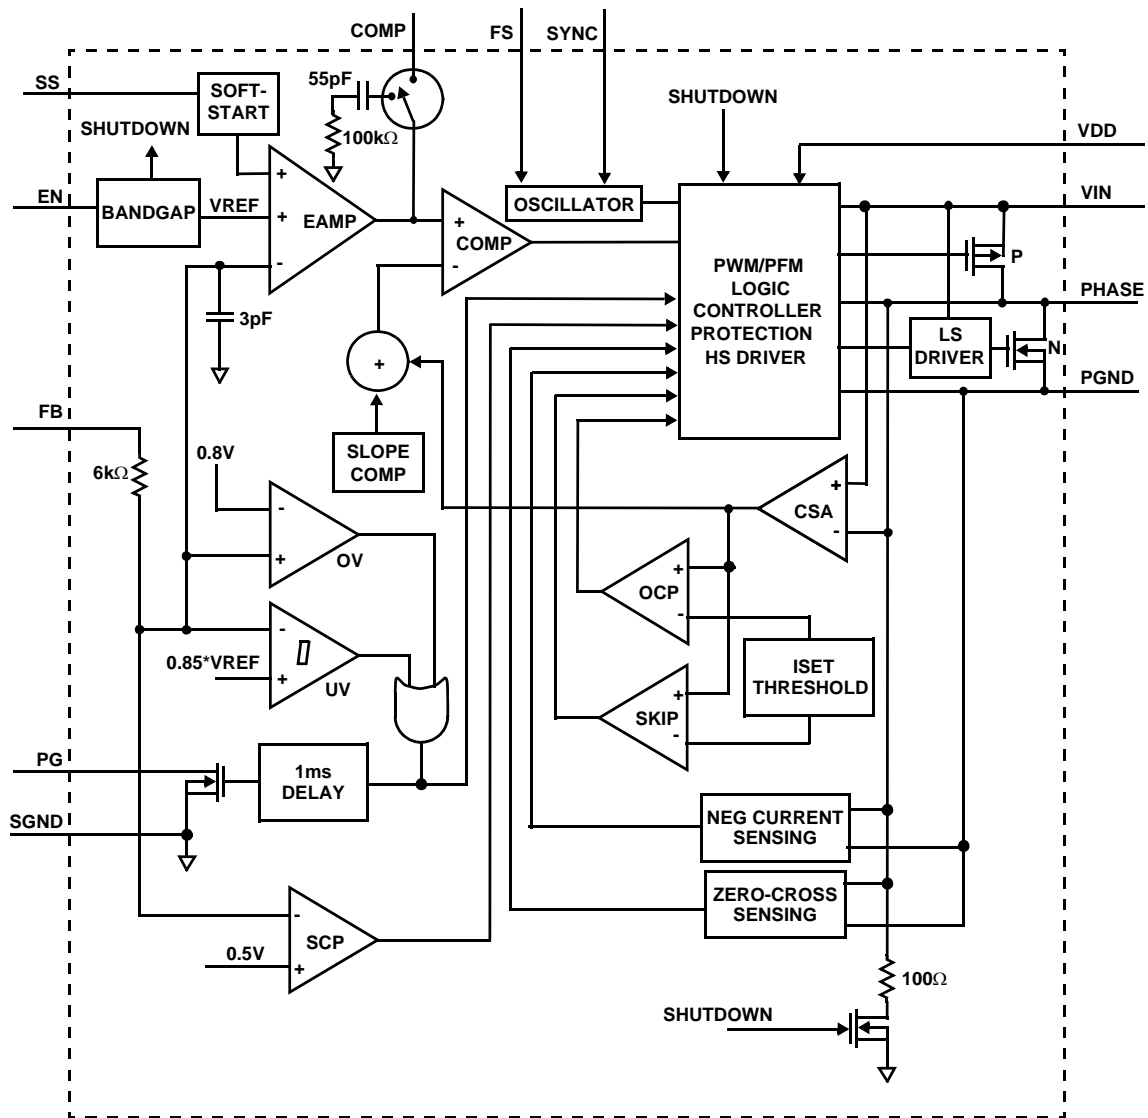 COMP
FS
SYNC
SS
SOFT-
START
55pF
100kΩ
SHUTDOWN
SHUTDOWN
VDD
EN
BANDGAP
VREF
+
+
-
EAMP
3pF
+
-
COMP
OSCILLATOR
PWM/PFM
LOGIC
CONTROLLER
PROTECTION
HS DRIVER
VIN
P
PHASE
LS
DRIVER
N
PGND
+
SLOPE
COMP
FB
6kΩ
0.8V
-
+
OV
-
+
UV
0.85*VREF
+
-
CSA
+
-
OCP
ISET
THRESHOLD
+
-
SKIP
PG
1ms
DELAY
SGND
NEG CURRENT
SENSING
ZERO-CROSS
SENSING
-
+
SCP
0.5V
100Ω
SHUTDOWN